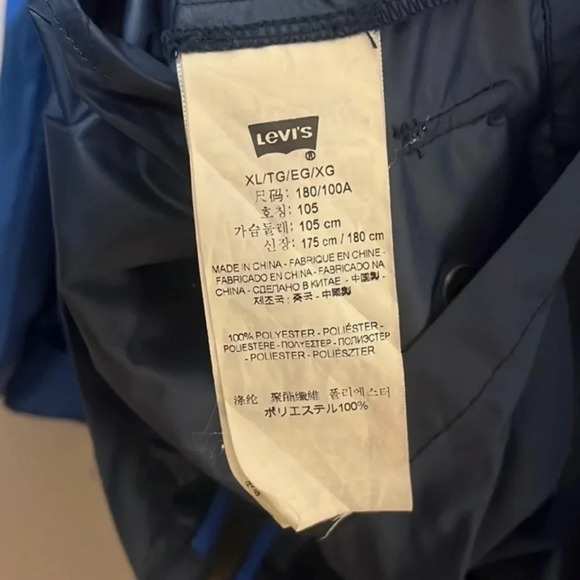 Levi's
®
XL/TG/EG/XG
尺码: 180/100A
호칭: 105
가슴둘레: 105 cm
신장: 175 cm / 180 cm
MADE IN CHINA - FABRIQUE EN CHINE -
FABRICADO EN CHINA - FABRICADO NA
CHINA - СДЕЛАНО В КИТАЕ - 中国製 -
제조국: 중국 - 中國製
100% POLYESTER - POLIÉSTER -
POLIESTERE - ΠΟΛΥΕΣΤΕΡ - ПОЛИЭСТЕР
- POLIESTER - POLIÉSZTER
涤纶 聚酯纖維 폴리에스터
ポリエステル100%